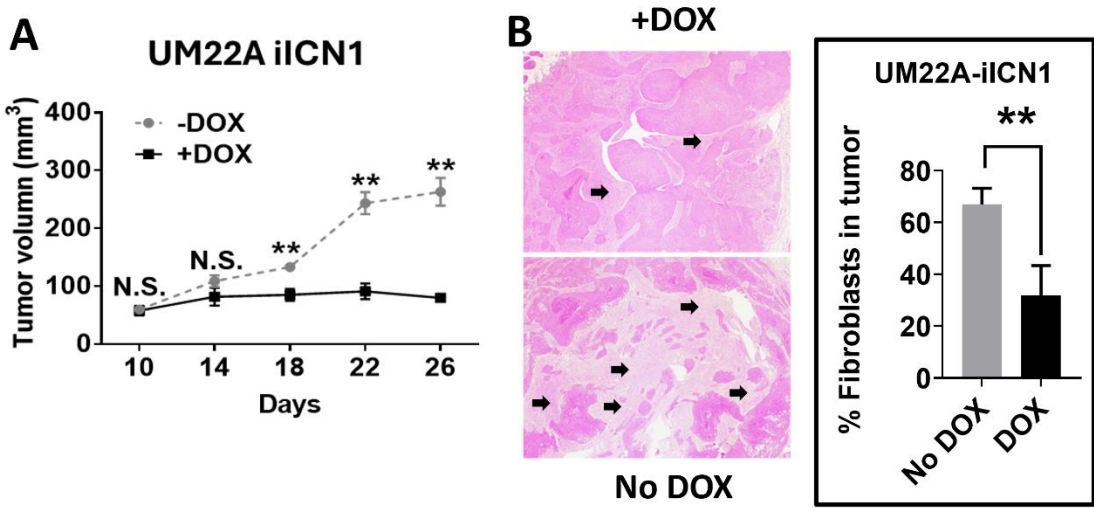 A
UM22A iICN1
Tumor volumn (mm³)
400
300
200
100
0
-DOX
+DOX
N.S.
N.S.
**
**
**
10 14 18 22 26
Days
B
+DOX
No DOX
UM22A-iICN1
**
% Fibroblasts in tumor
80
60
40
20
0
No DOX
DOX